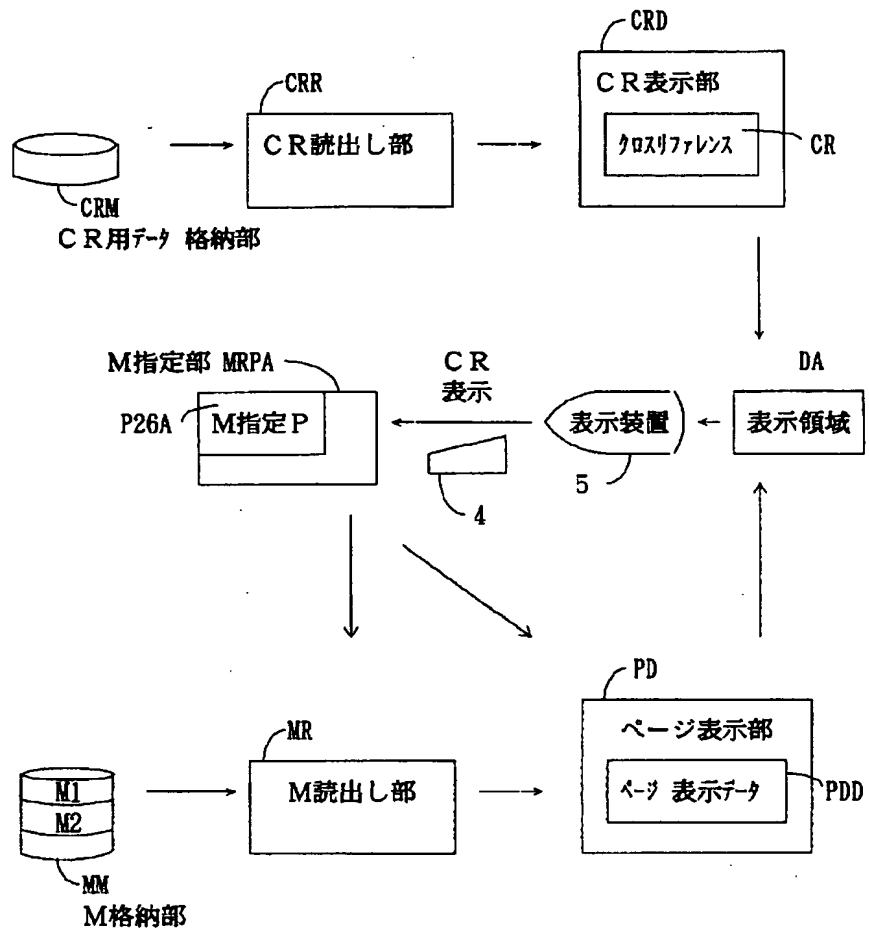 CRD
CRR
CR表示部
CR読出し部
クロスリファレンス
CR
CRM
CR用データ 格納部
M指定部 MRPA
CR
表示
DA
P26A
M指定P
表示装置
表示領域
5
4
PD
MR
ページ表示部
M1
M読出し部
ページ 表示データ
PDD
M2
MM
M格納部